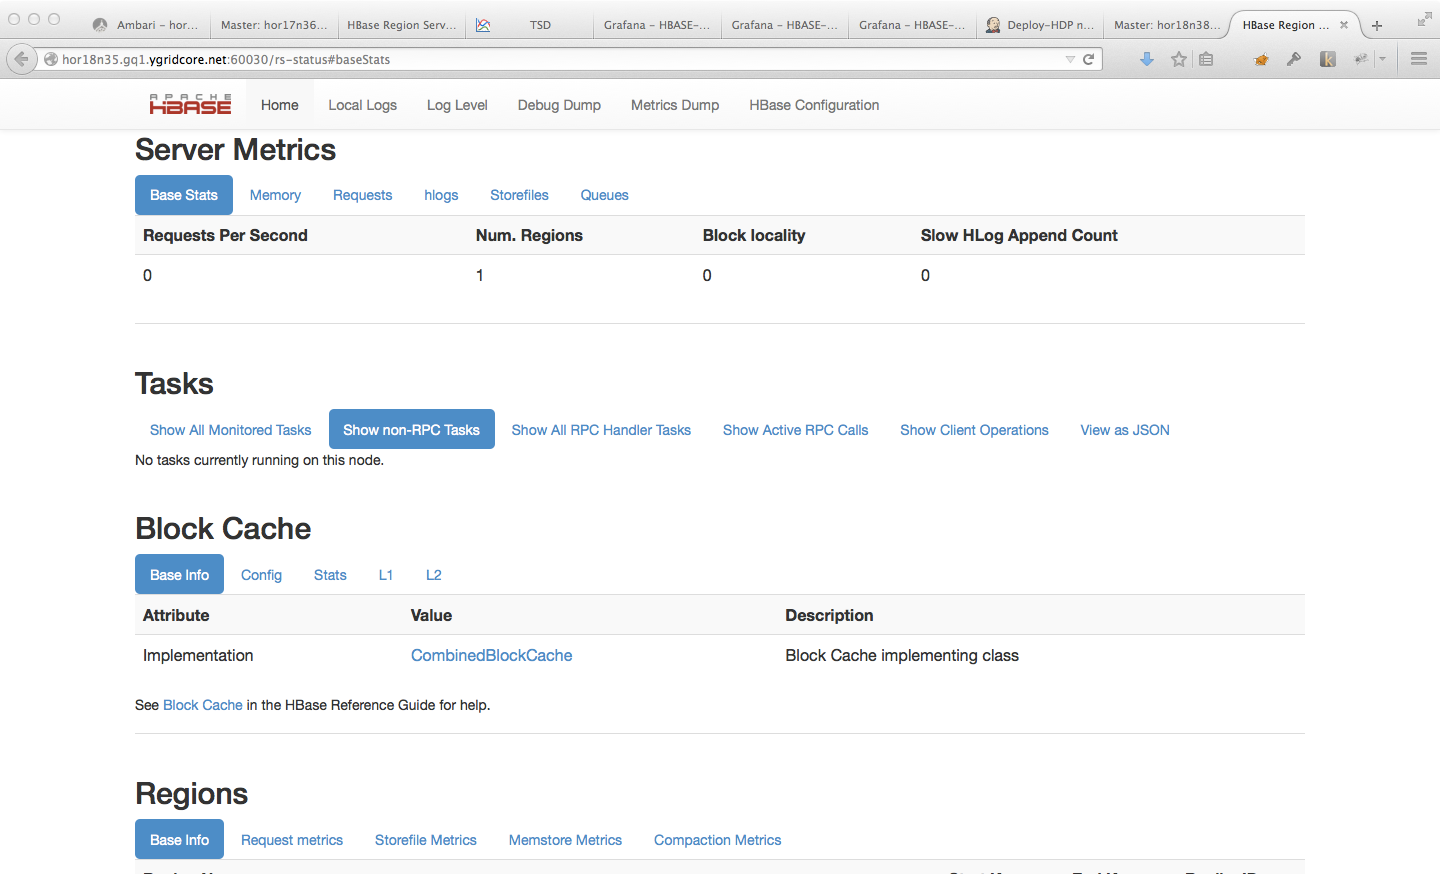 Ambari – hor...
Master: hor17n36...
HBase Region Serv...
TSD
Grafana – HBASE-...
Grafana – HBASE-...
Grafana – HBASE-...
Deploy-HDP n...
Master: hor18n38...
HBase Region ...
hor18n35.gq1.ygridcore.net:60030/rs-status#baseStats
APACHE
HBASE
Home
Local Logs
Log Level
Debug Dump
Metrics Dump
HBase Configuration
Server Metrics
Base Stats Memory Requests hlogs Storefiles Queues
Requests Per Second Num. Regions Block locality Slow HLog Append Count
0 1 0 0
Tasks
Show All Monitored Tasks Show non-RPC Tasks Show All RPC Handler Tasks Show Active RPC Calls Show Client Operations View as JSON
No tasks currently running on this node.
Block Cache
Base Info Config Stats L1 L2
Attribute Value Description
Implementation CombinedBlockCache Block Cache implementing class
See Block Cache in the HBase Reference Guide for help.
Regions
Base Info Request metrics Storefile Metrics Memstore Metrics Compaction Metrics